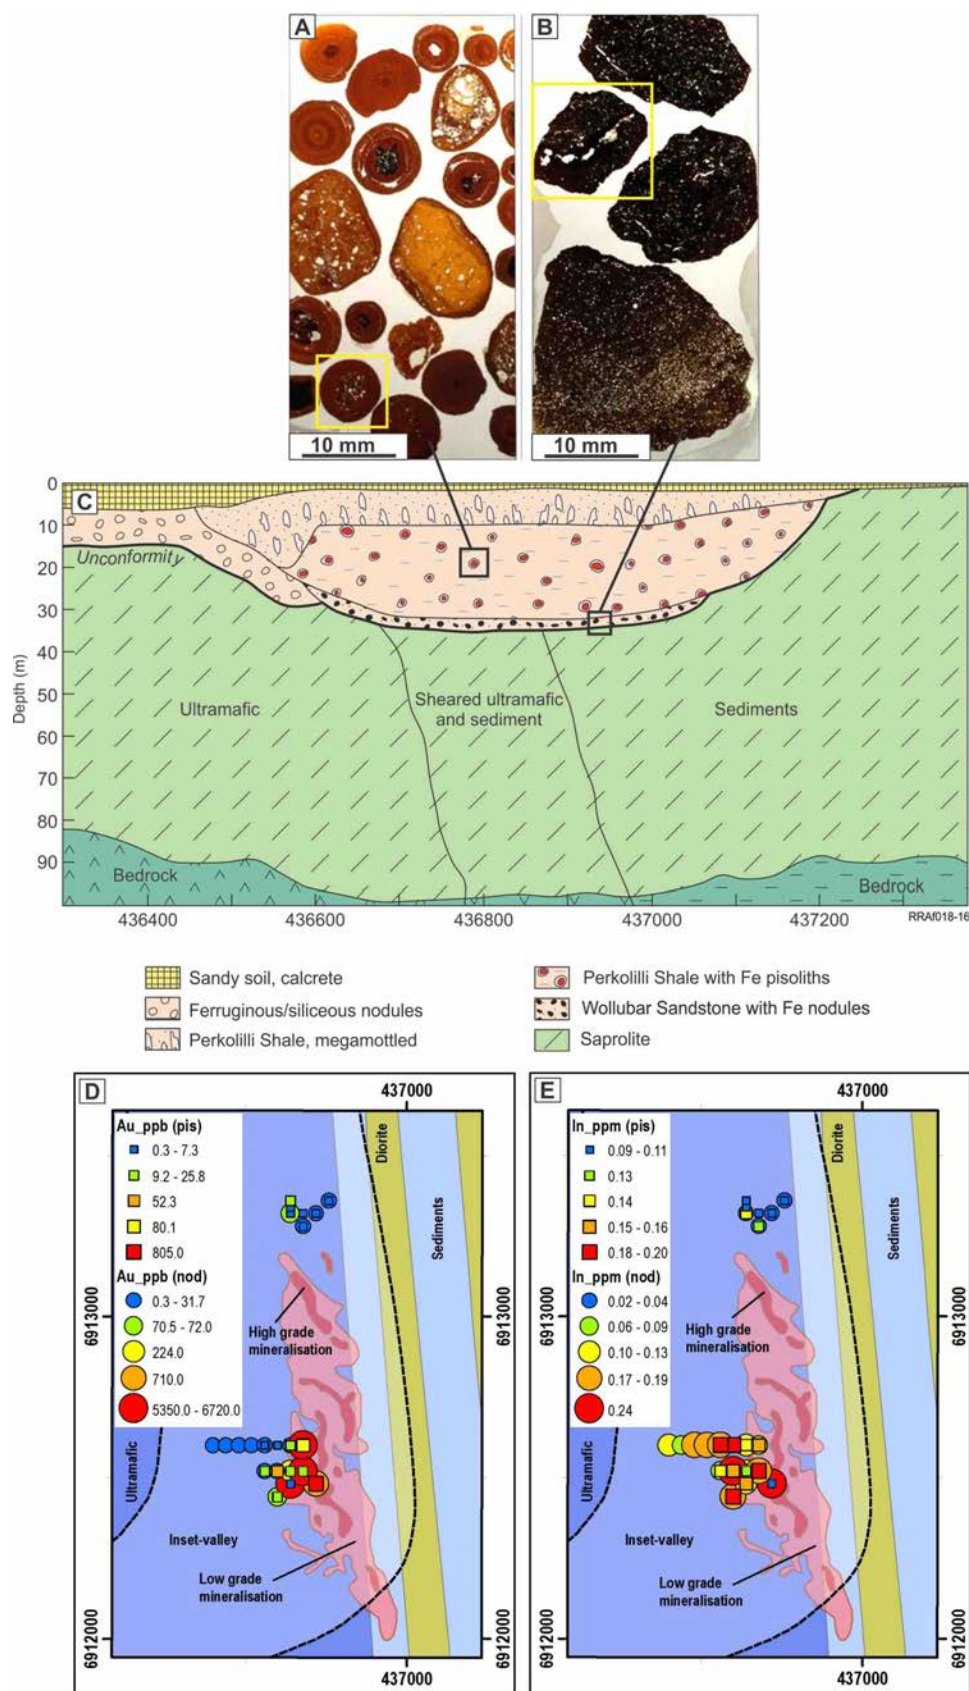 A
B
10 mm
10 mm
C
0
10
20
30
40
50
60
70
80
90
Depth (m)
Unconformity
Ultramafic
Sheared ultramafic
and sediment
Sediments
Bedrock
Bedrock
436400
436600
436800
437000
437200
RRAf018-16
Sandy soil, calcrete
Ferruginous/siliceous nodules
Perkolilli Shale, megamottled
Perkolilli Shale with Fe pisoliths
Wollubar Sandstone with Fe nodules
Saprolite
D
437000
Au_ppb (pis)
0.3 - 7.3
9.2 - 25.8
52.3
80.1
805.0
Au_ppb (nod)
0.3 - 31.7
70.5 - 72.0
224.0
710.0
5350.0 - 6720.0
Diorite
Sediments
High grade
mineralisation
Ultramafic
Inset-valley
Low grade
mineralisation
6913000
6912000
437000
E
437000
In_ppm (pis)
0.09 - 0.11
0.13
0.14
0.15 - 0.16
0.18 - 0.20
In_ppm (nod)
0.02 - 0.04
0.06 - 0.09
0.10 - 0.13
0.17 - 0.19
0.24
Diorite
Sediments
High grade
mineralisation
Ultramafic
Inset-valley
Low grade
mineralisation
6913000
6912000
437000